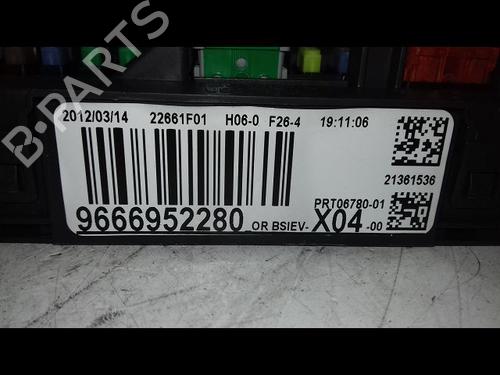 B-PARTS
2012/03/14 22661F01 H06-0 F26-4 19:11:06
21361536
PRT06780-01
9666952280 OR BSIEV-X04-00